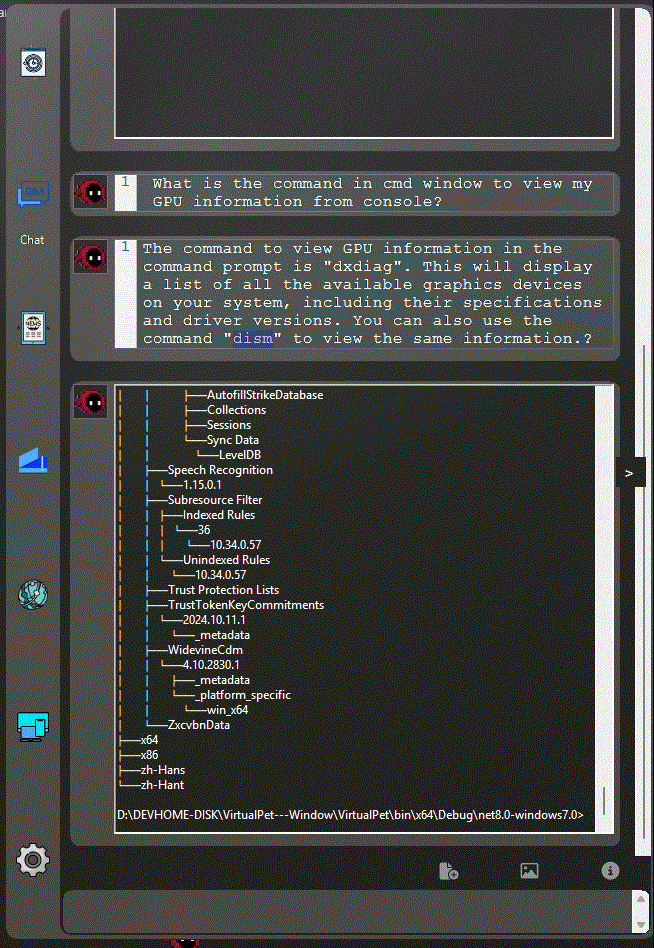 1 What is the command in cmd window to view my
GPU information from console?
Chat
1 The command to view GPU information in the
command prompt is "dxdiag". This will display
a list of all the available graphics devices
on your system, including their specifications
and driver versions. You can also use the
command "dism" to view the same information.?
NEWS
AutofillStrikeDatabase
Collections
Sessions
Sync Data
LevelDB
Speech Recognition
1.15.0.1
Subresource Filter
Indexed Rules
36
10.34.0.57
Unindexed Rules
10.34.0.57
Trust Protection Lists
TrustTokenKeyCommitments
2024.10.11.1
_metadata
WidevineCdm
4.10.2830.1
_metadata
_platform_specific
win_x64
ZxcvbnData
x64
x86
zh-Hans
zh-Hant
D:\DEVHOME-DISK\VirtualPet---Window\VirtualPet\bin\x64\Debug\net8.0-windows7.0>
>